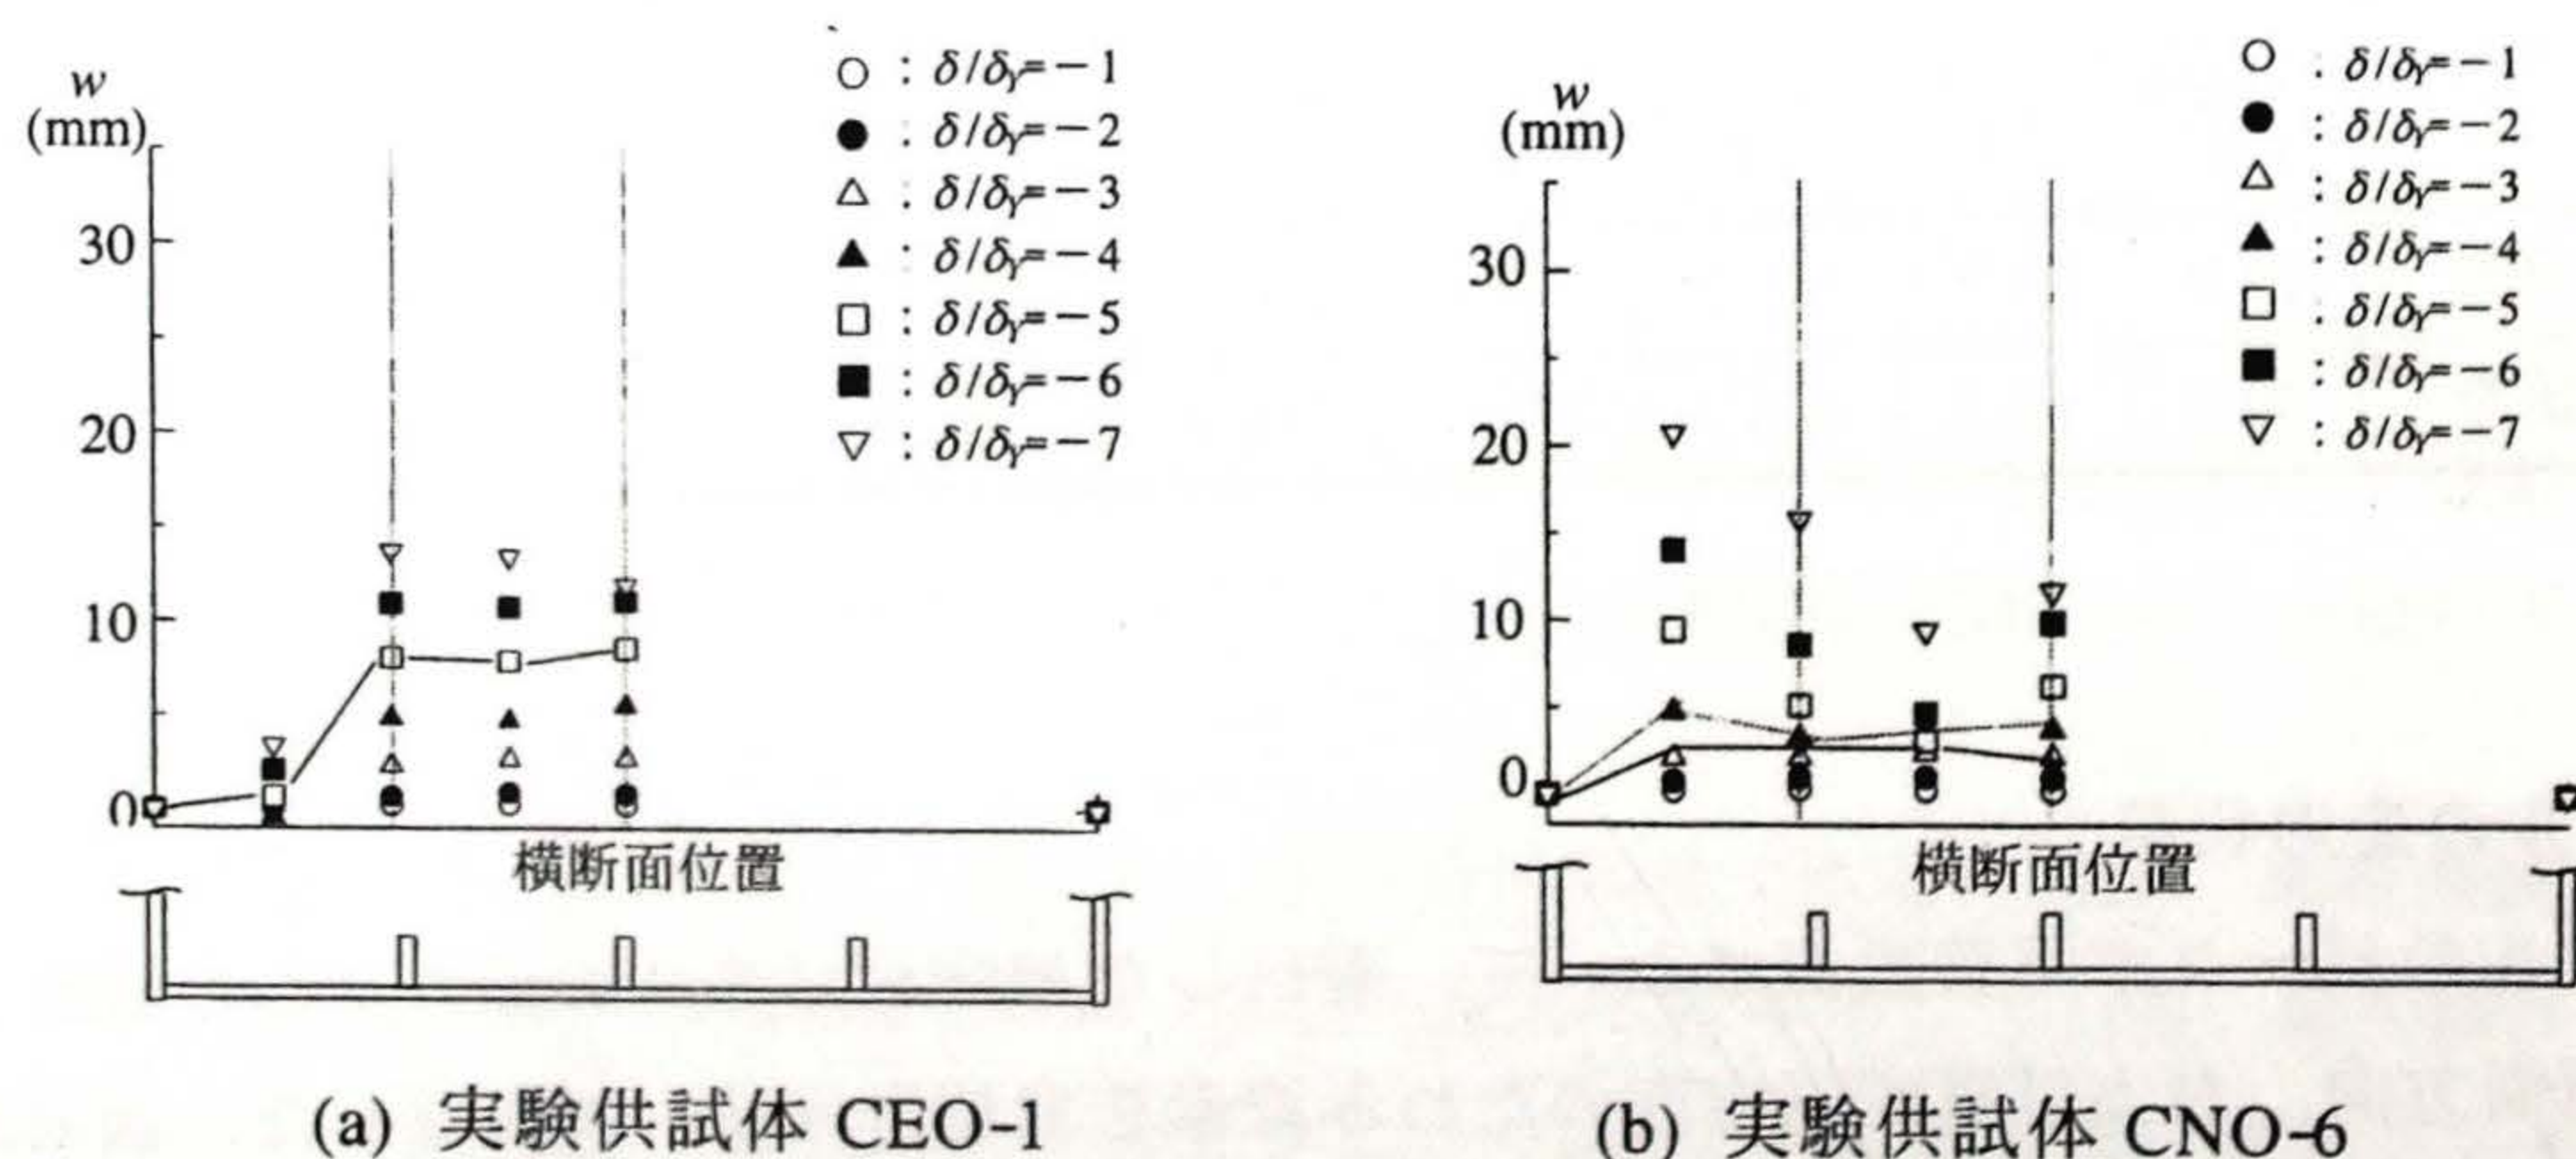 w
(mm)
30
20
10
0
○ : δ/δY=-1
● : δ/δY=-2
△ : δ/δY=-3
▲ : δ/δY=-4
□ : δ/δY=-5
■ : δ/δY=-6
▽ : δ/δY=-7
横断面位置
(a) 実験供試体 CEO-1
w
(mm)
30
20
10
0
○ : δ/δY=-1
● : δ/δY=-2
△ : δ/δY=-3
▲ : δ/δY=-4
□ : δ/δY=-5
■ : δ/δY=-6
▽ : δ/δY=-7
横断面位置
(b) 実験供試体 CNO-6